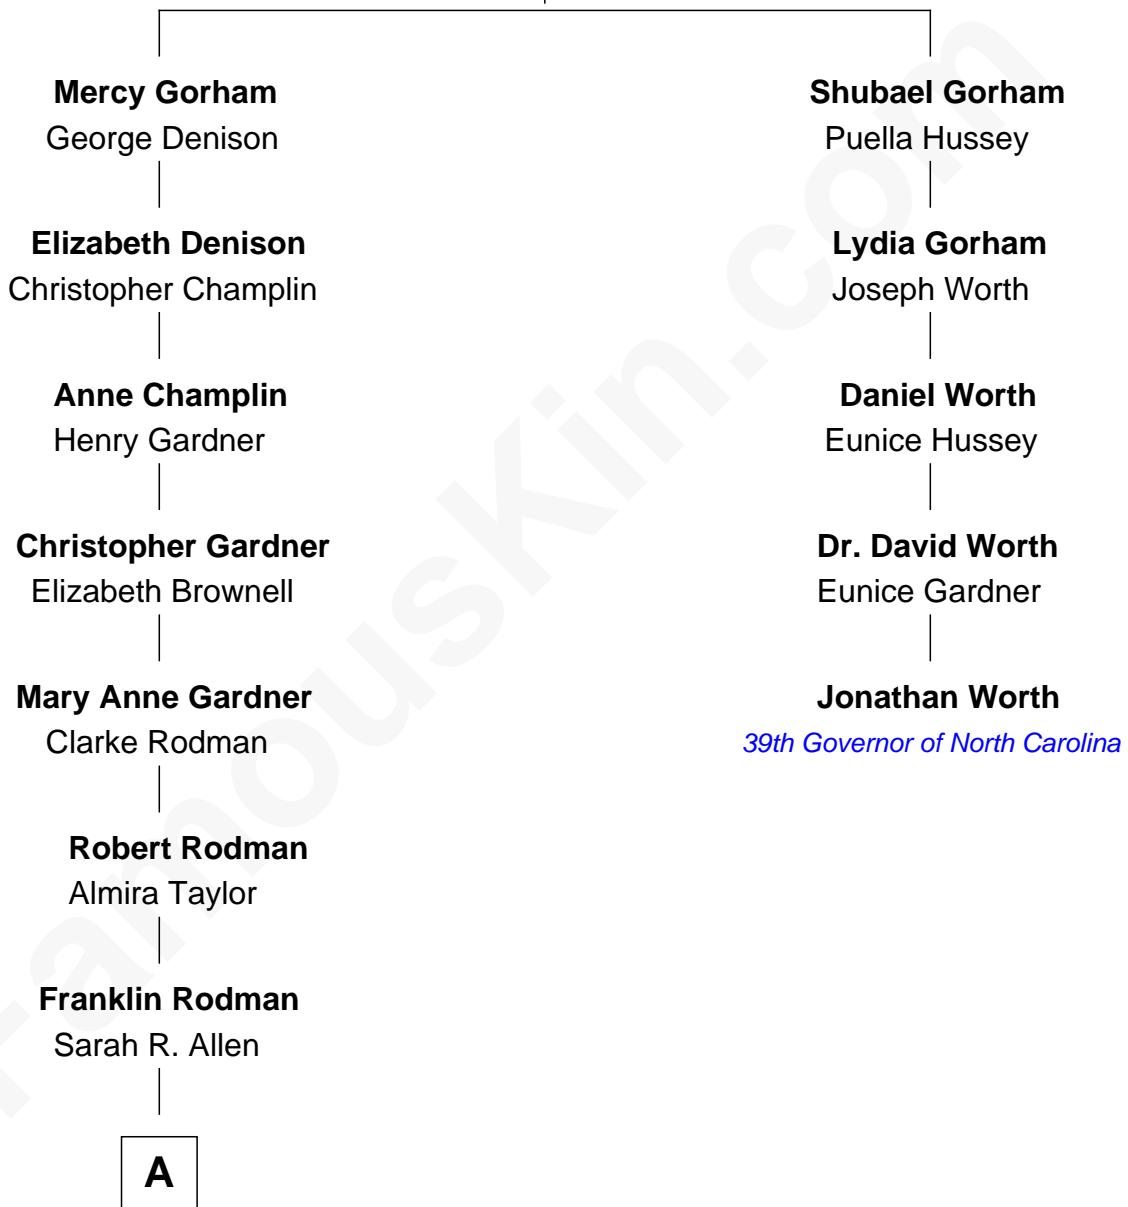 Mercy Gorham
George Denison
Shubael Gorham
Puella Hussey
Elizabeth Denison
Christopher Champlin
Lydia Gorham
Joseph Worth
Anne Champlin
Henry Gardner
Daniel Worth
Eunice Hussey
Christopher Gardner
Elizabeth Brownell
Dr. David Worth
Eunice Gardner
Mary Anne Gardner
Clarke Rodman
Jonathan Worth
39th Governor of North Carolina
Robert Rodman
Almira Taylor
Franklin Rodman
Sarah R. Allen
A
FamousKin.com